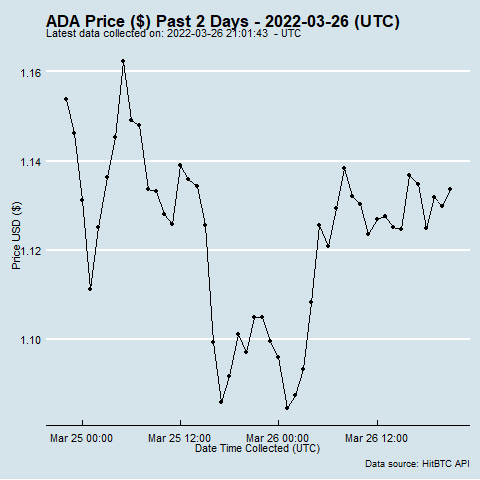 ADA Price ($) Past 2 Days - 2022-03-26 (UTC)
Latest data collected on: 2022-03-26 21:01:43  - UTC
1.16
1.14
1.12
1.10
Price USD ($)
Mar 25 00:00
Mar 25 12:00
Mar 26 00:00
Mar 26 12:00
Date Time Collected (UTC)
Data source: HitBTC API